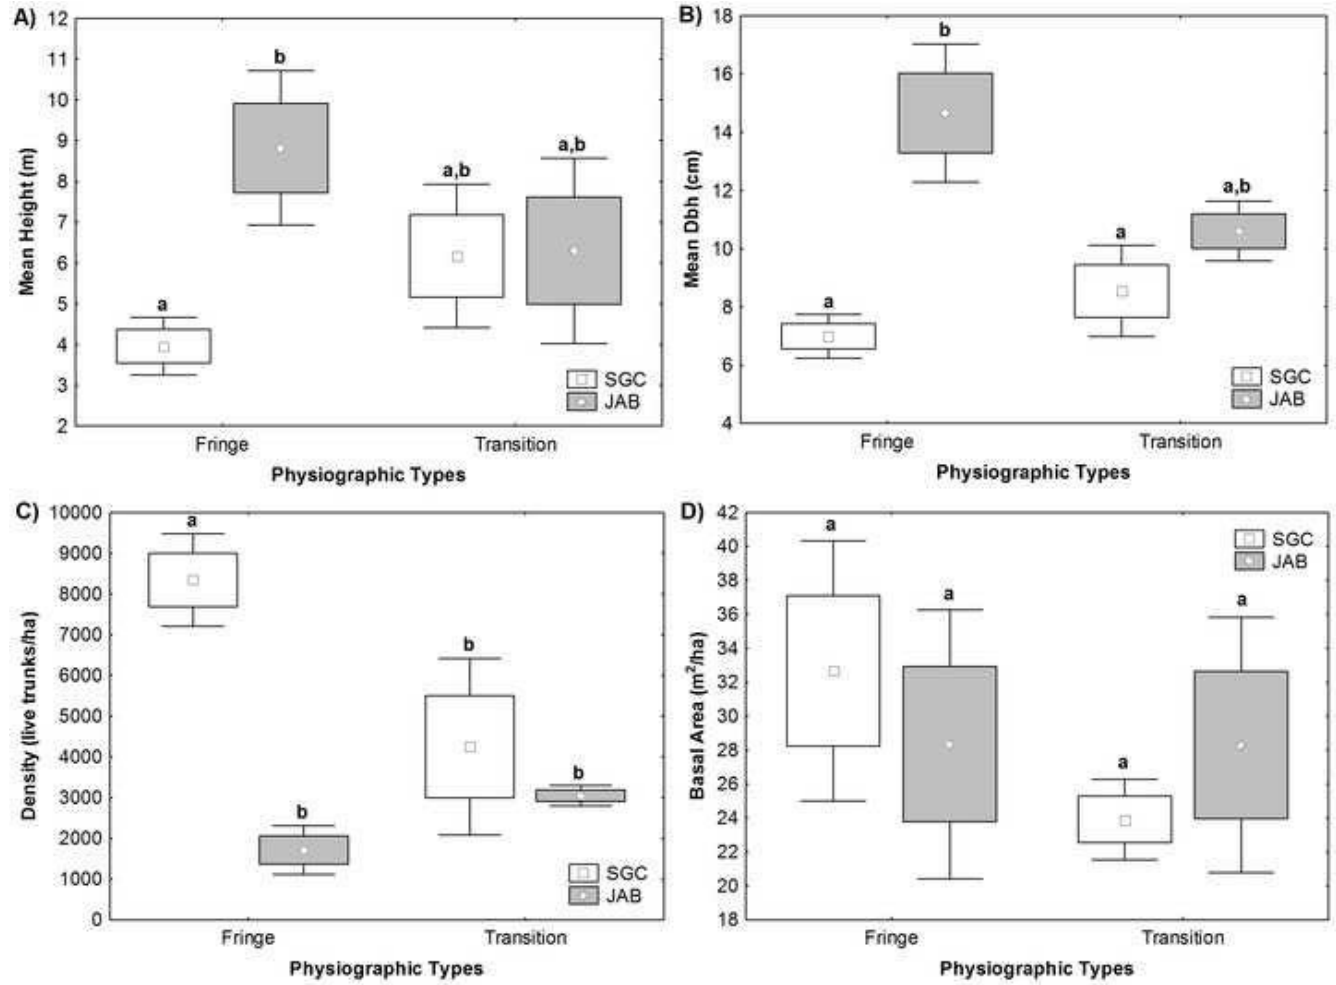 A)
12
11
10
9
8
7
6
5
4
3
2
Mean Height (m)
a
b
a,b
a,b
SGC
JAB
Fringe
Transition
Physiographic Types
B)
18
16
14
12
10
8
6
4
Mean Dbh (cm)
a
b
a
a,b
SGC
JAB
Fringe
Transition
Physiographic Types
C)
10000
9000
8000
7000
6000
5000
4000
3000
2000
1000
0
Density (live trunks/ha)
a
b
b
b
SGC
JAB
Fringe
Transition
Physiographic Types
D)
42
40
38
36
34
32
30
28
26
24
22
20
18
Basal Area (m²/ha)
a
a
a
a
SGC
JAB
Fringe
Transition
Physiographic Types